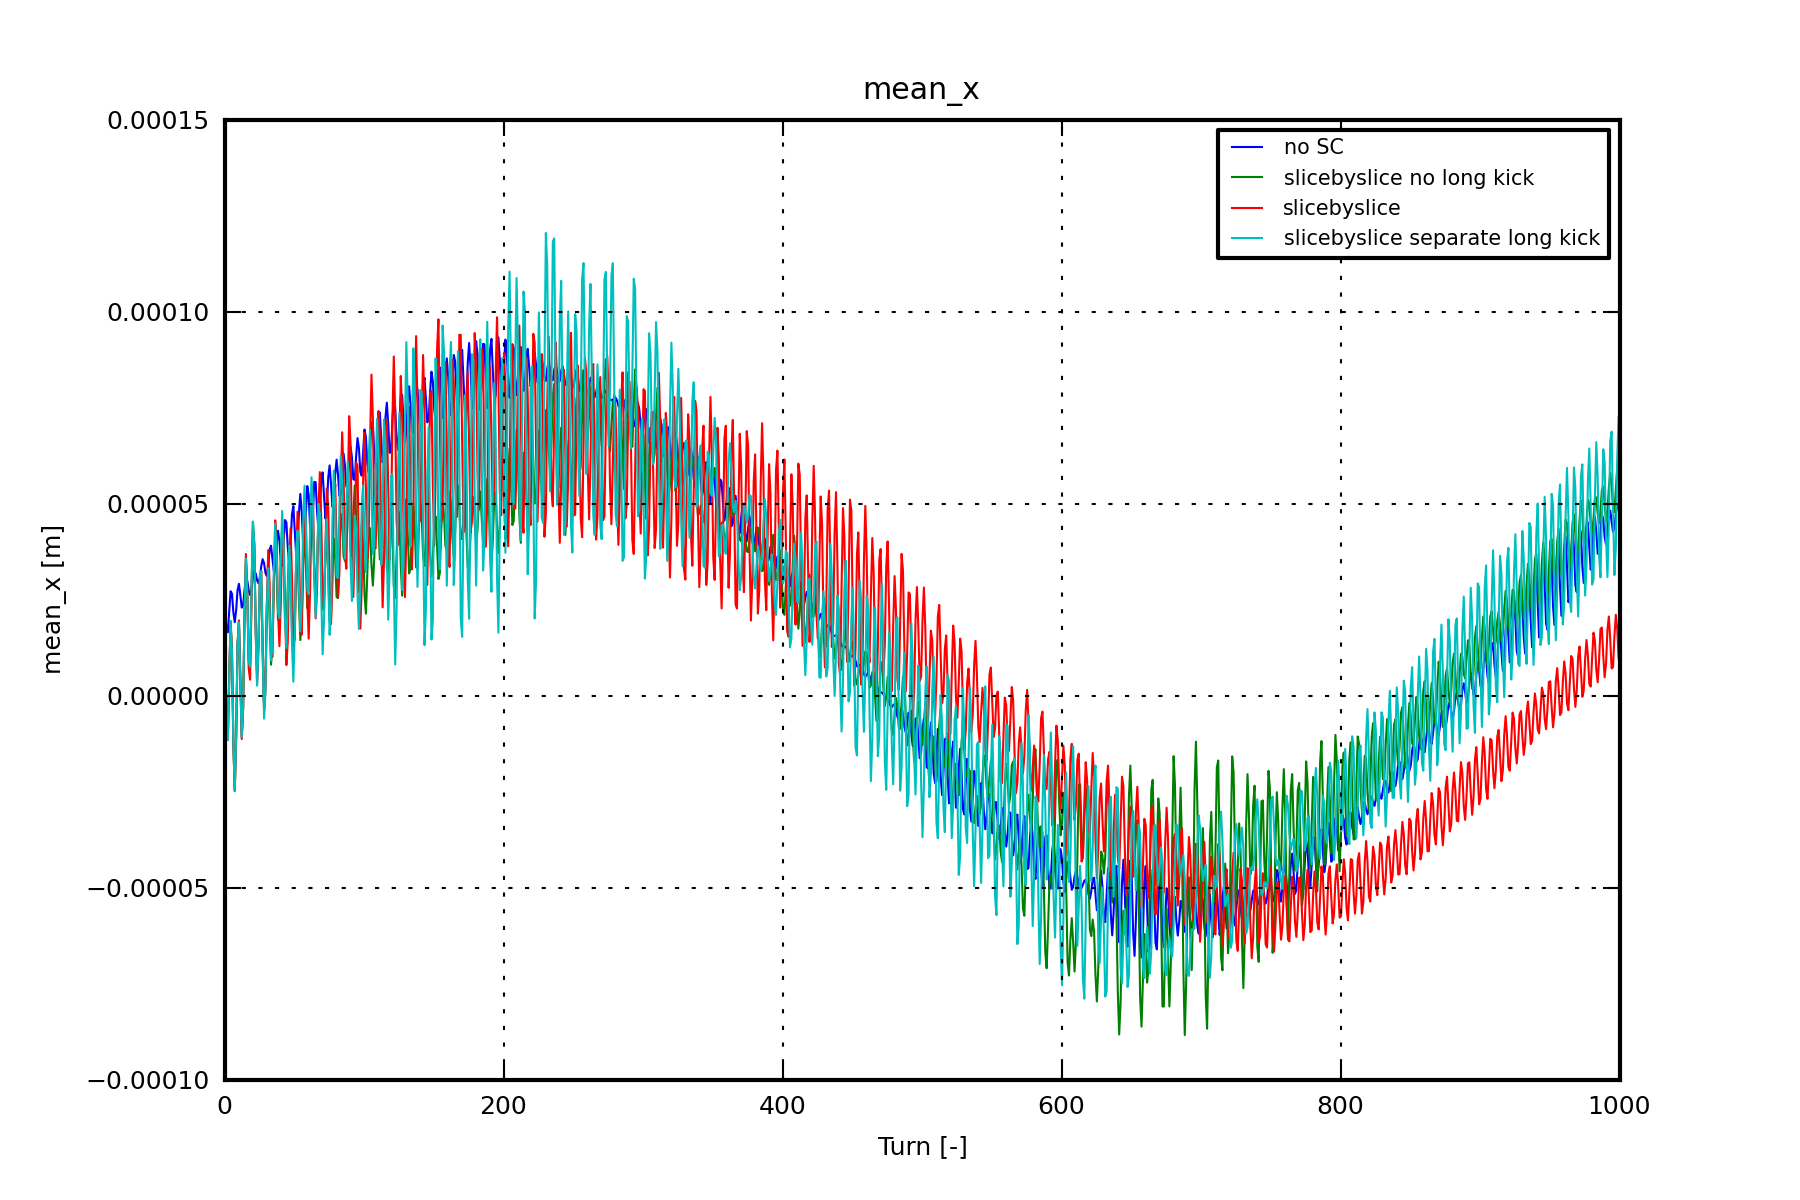 mean_x
0.00015
0.00010
0.00005
0.00000
−0.00005
−0.00010
mean_x [m]
no SC
slicebyslice no long kick
slicebyslice
slicebyslice separate long kick
0 200 400 600 800 1000
Turn [-]